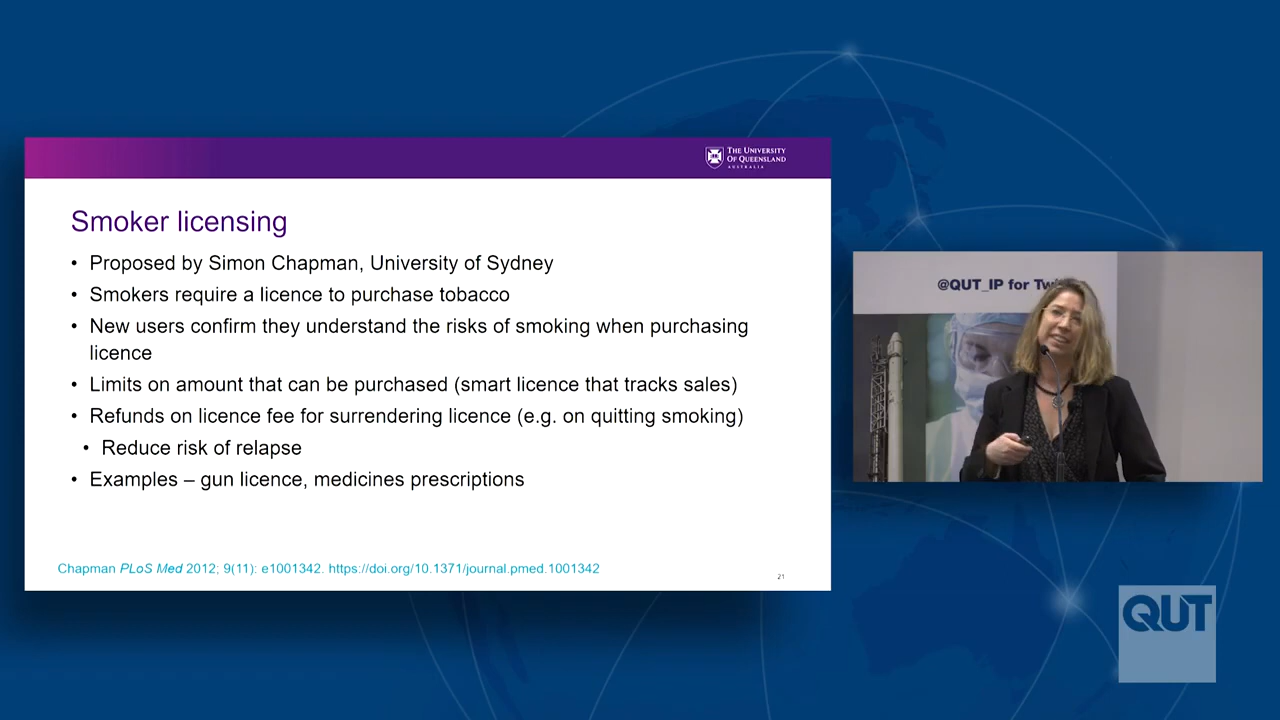 THE UNIVERSITY
OF QUEENSLAND
AUSTRALIA
Smoker licensing
• Proposed by Simon Chapman, University of Sydney
• Smokers require a licence to purchase tobacco
• New users confirm they understand the risks of smoking when purchasing
licence
• Limits on amount that can be purchased (smart licence that tracks sales)
• Refunds on licence fee for surrendering licence (e.g. on quitting smoking)
• Reduce risk of relapse
• Examples – gun licence, medicines prescriptions
Chapman PLoS Med 2012; 9(11): e1001342. https://doi.org/10.1371/journal.pmed.1001342
21
@QUT_IP for Tw
QUT